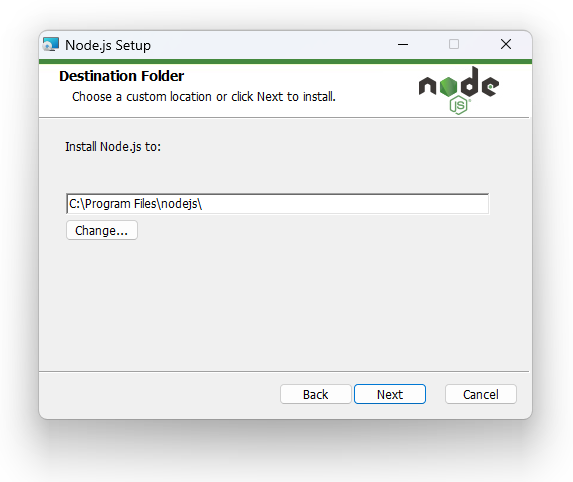 Node.js Setup
Destination Folder
Choose a custom location or click Next to install.
node
JS
Install Node.js to:
C:\Program Files\nodejs\
Change...
Back
Next
Cancel